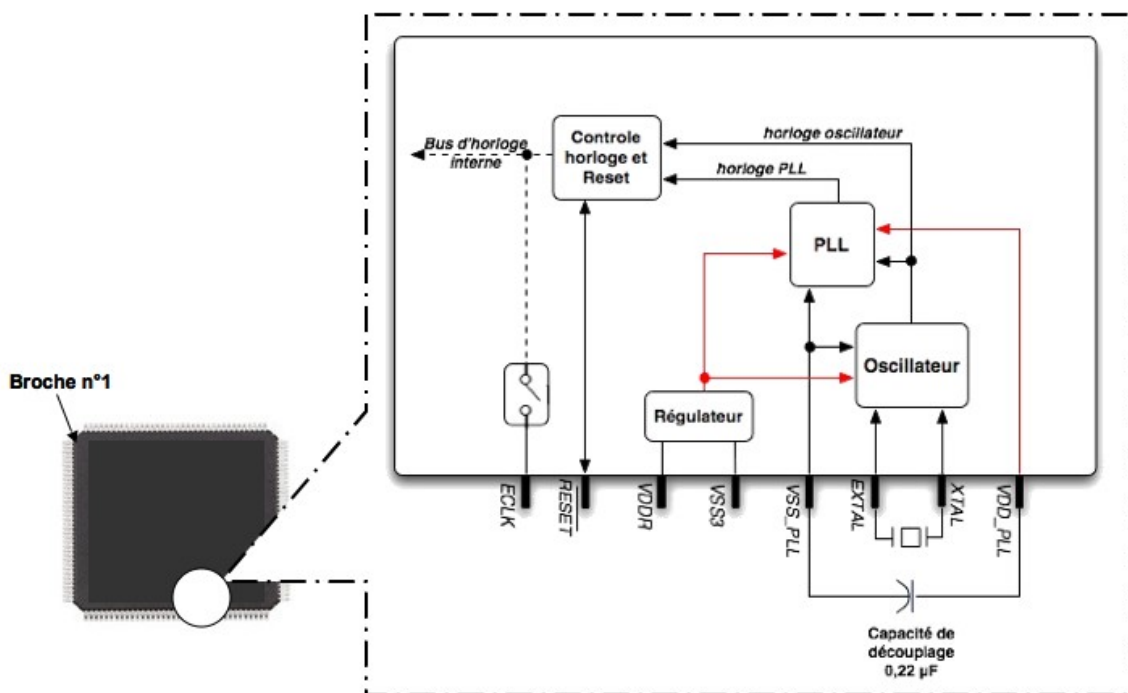 Controle
horloge et
Reset
horloge oscillateur
Bus d'horloge
interne
horloge PLL
PLL
Oscillateur
Broche n°1
Régulateur
ECLK
RESET
VDDR
VSS3
VSS_PLL
EXTAL
XTAL
VDD_PLL
Capacité de
découplage
0,22 µF